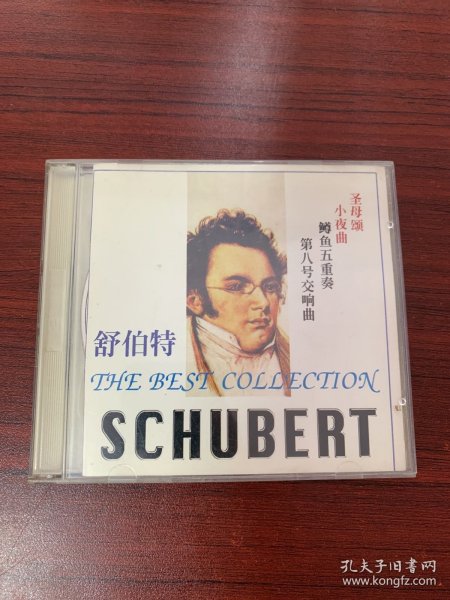 圣母颂
小夜曲
鳟鱼五重奏
第八号交响曲
舒伯特
THE BEST COLLECTION
SCHUBERT
孔夫子旧书网
www.kongfz.com